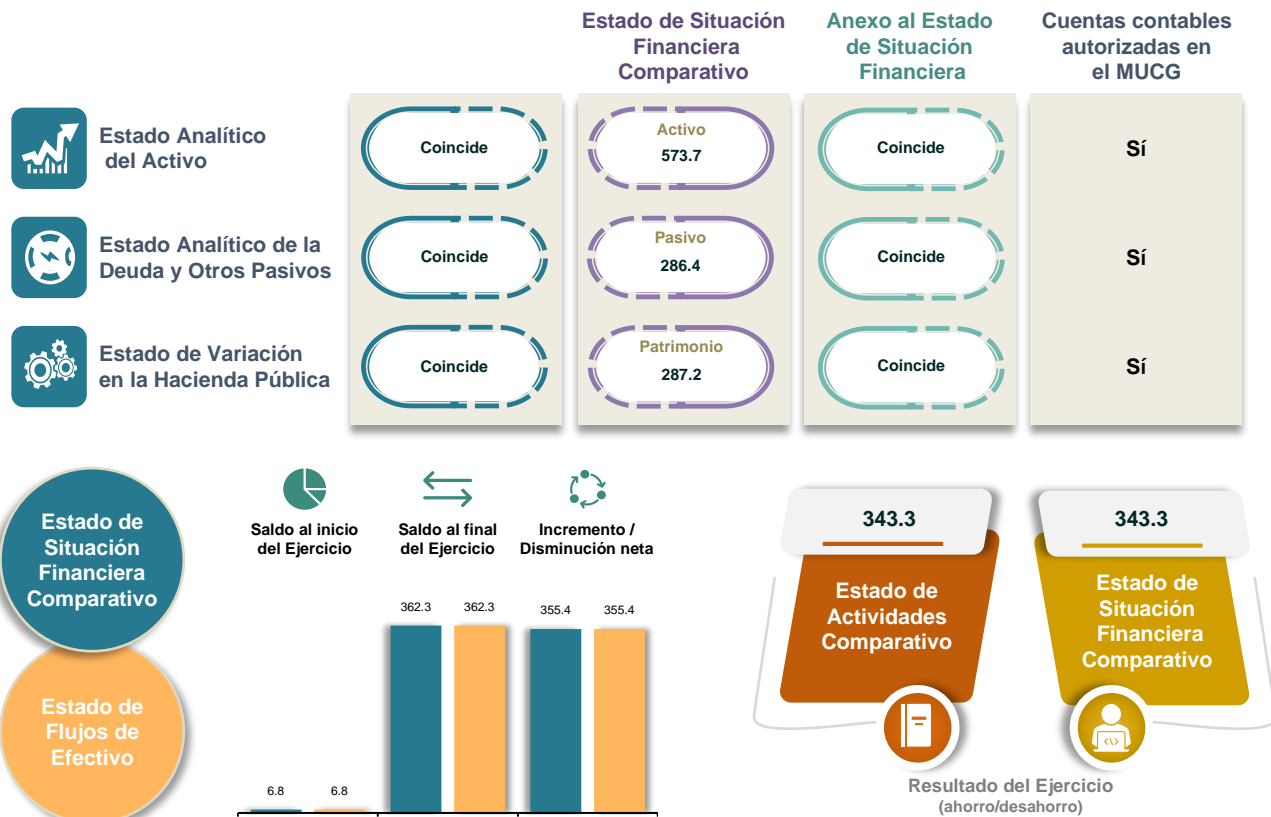 Estado de Situación
Financiera
Comparativo
Anexo al Estado
de Situación
Financiera
Cuentas contables
autorizadas en
el MUCG
Estado Analítico
del Activo
Coincide
Activo
573.7
Coincide
Sí
Estado Analítico de la
Deuda y Otros Pasivos
Coincide
Pasivo
286.4
Coincide
Sí
Estado de Variación
en la Hacienda Pública
Coincide
Patrimonio
287.2
Coincide
Sí
Estado de
Situación
Financiera
Comparativo
Estado de
Flujos de
Efectivo
Saldo al inicio
del Ejercicio
Saldo al final
del Ejercicio
Incremento /
Disminución neta
6.8
6.8
362.3
362.3
355.4
355.4
343.3
Estado de
Actividades
Comparativo
343.3
Estado de
Situación
Financiera
Comparativo
Resultado del Ejercicio
(ahorro/desahorro)